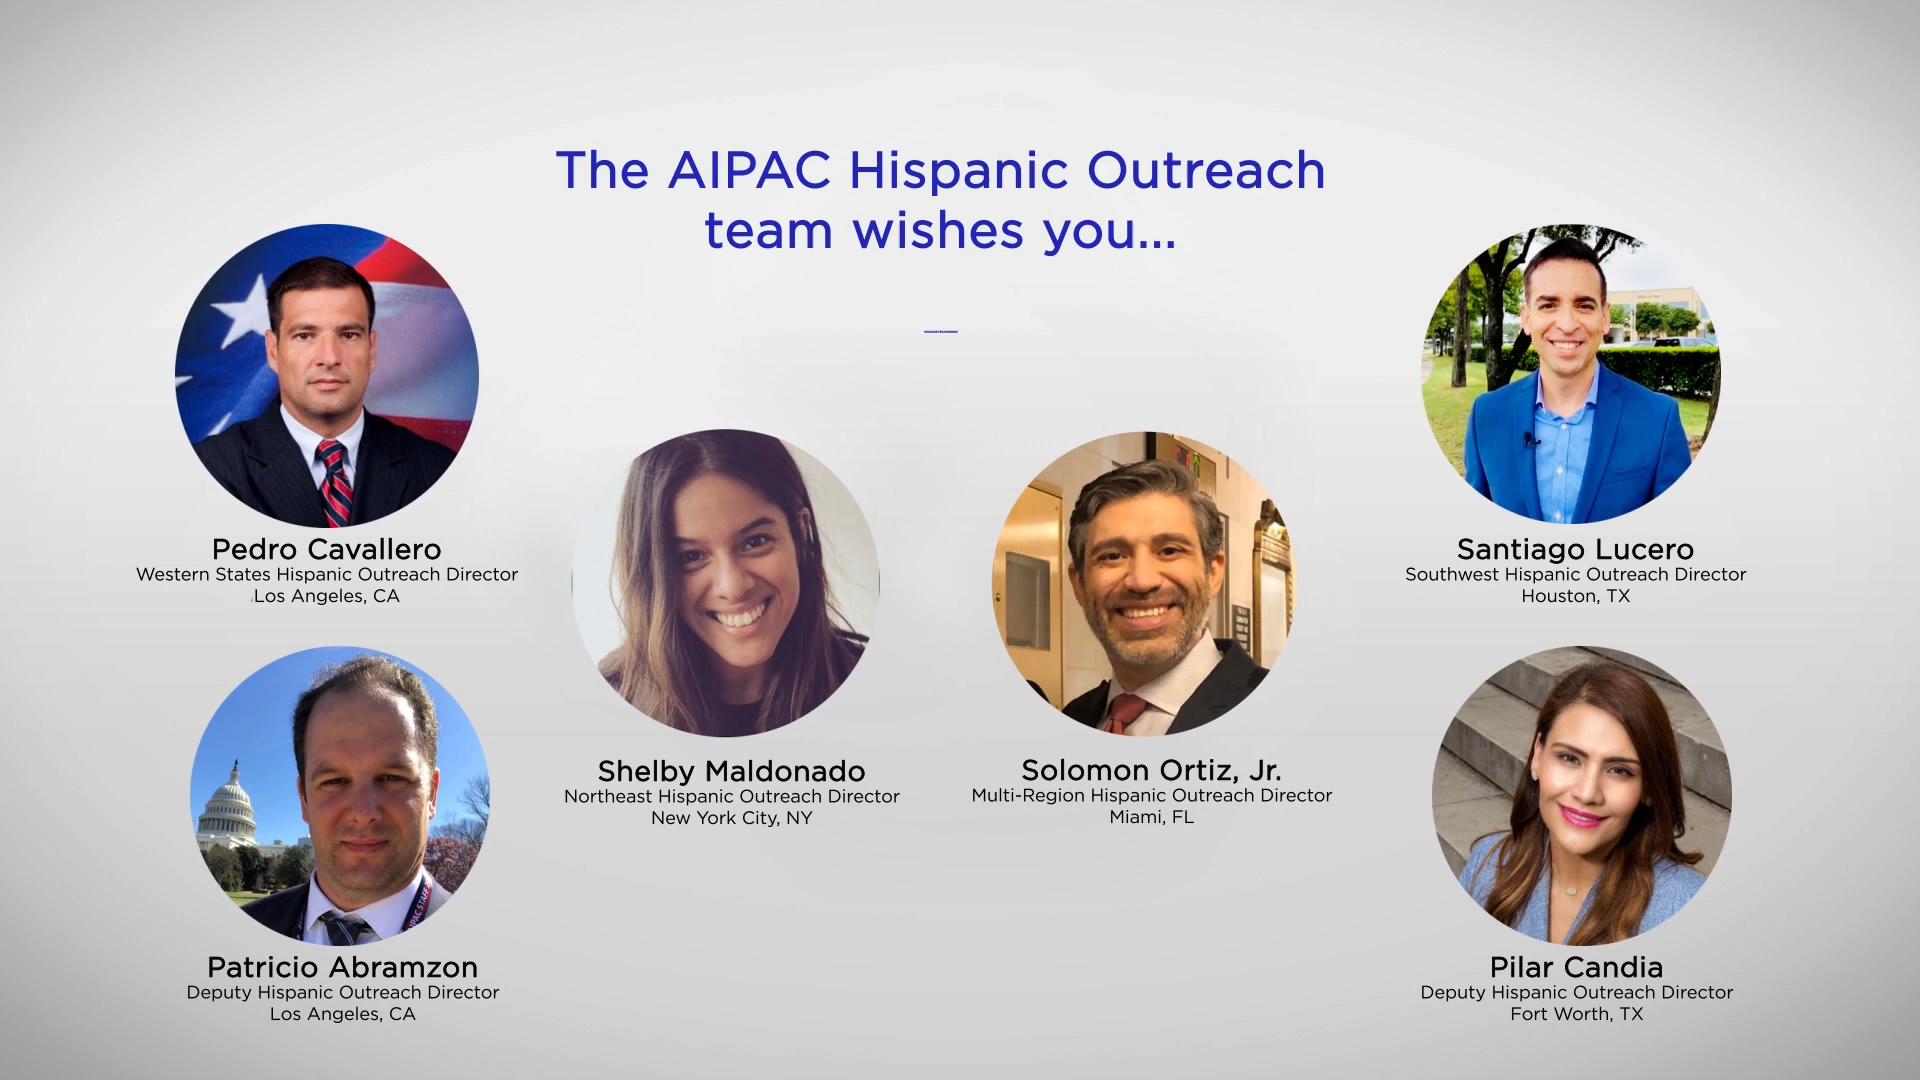 The AIPAC Hispanic Outreach
team wishes you...
Pedro Cavallero
Western States Hispanic Outreach Director
Los Angeles, CA
Santiago Lucero
Southwest Hispanic Outreach Director
Houston, TX
Shelby Maldonado
Northeast Hispanic Outreach Director
New York City, NY
Solomon Ortiz, Jr.
Multi-Region Hispanic Outreach Director
Miami, FL
Patricio Abramzon
Deputy Hispanic Outreach Director
Los Angeles, CA
Pilar Candia
Deputy Hispanic Outreach Director
Fort Worth, TX